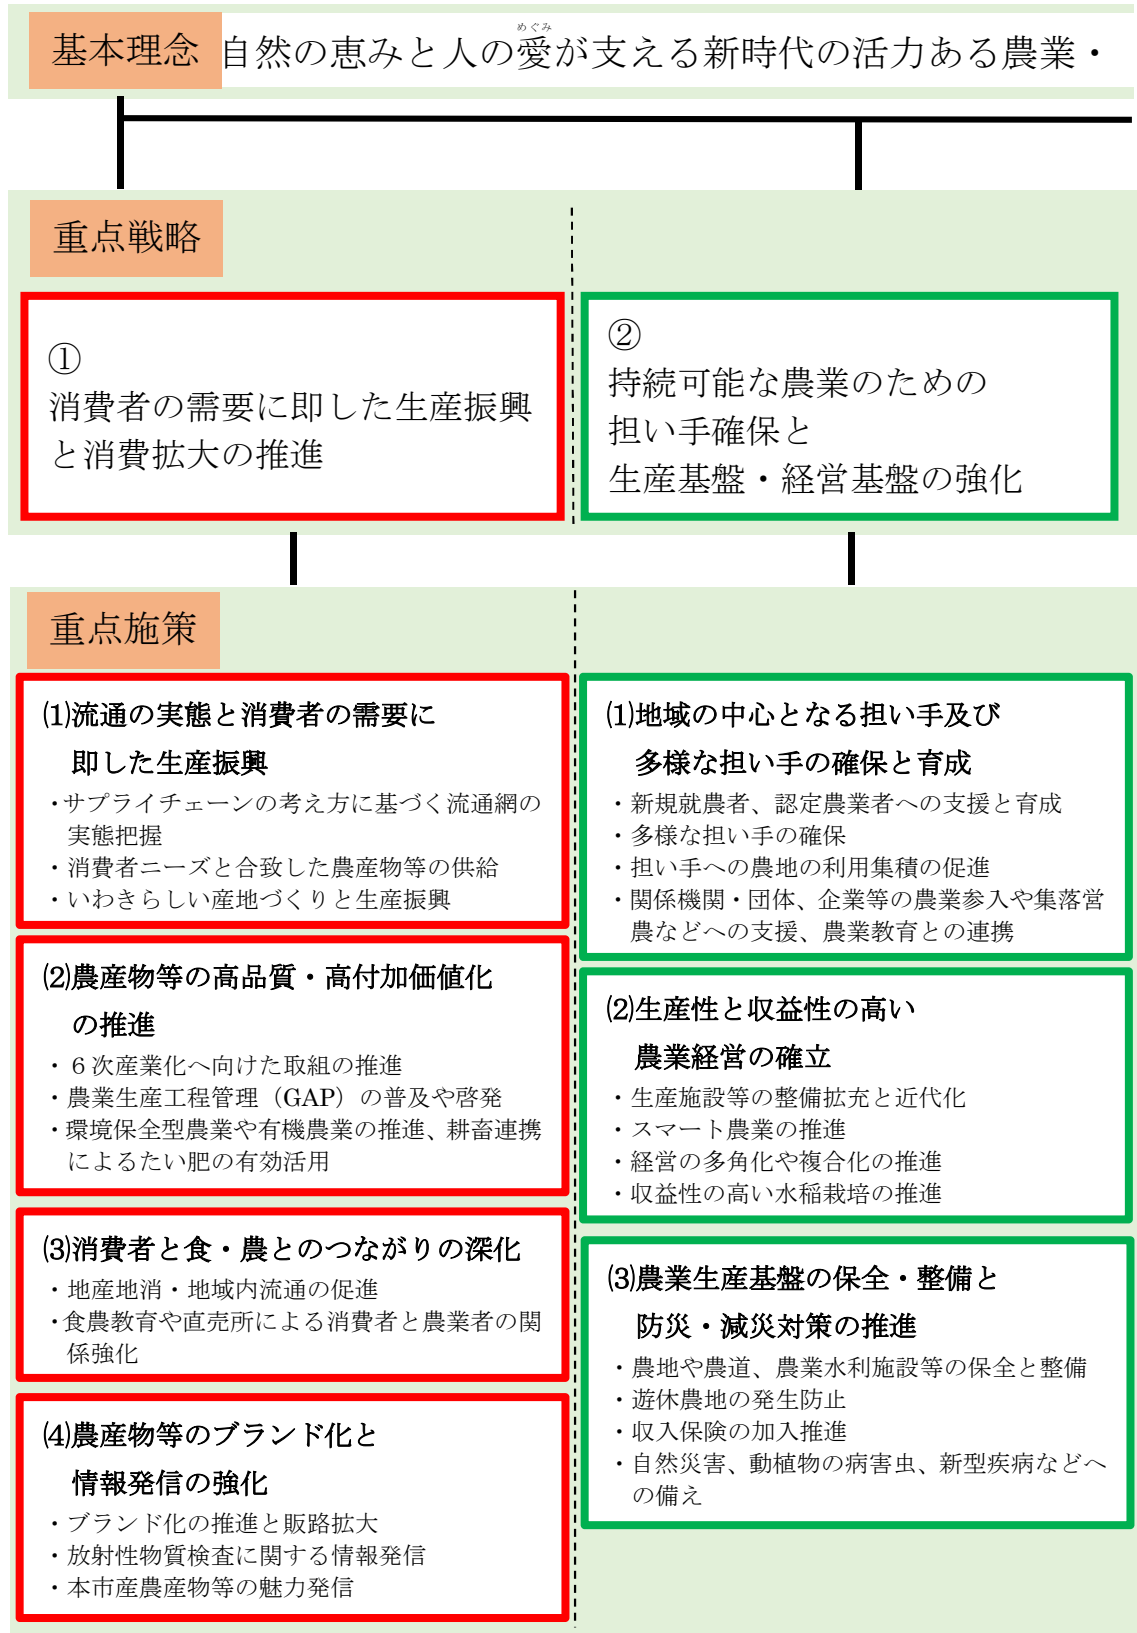 基本理念
めぐみ
自然の恵みと人の愛が支える新時代の活力ある農業・
重点戦略
①
消費者の需要に即した生産振興
と消費拡大の推進
②
持続可能な農業のための
担い手確保と
生産基盤・経営基盤の強化
重点施策
⑴流通の実態と消費者の需要に
即した生産振興
・サプライチェーンの考え方に基づく流通網の
実態把握
・消費者ニーズと合致した農産物等の供給
・いわきらしい産地づくりと生産振興
⑵農産物等の高品質・高付加価値化
の推進
・６次産業化へ向けた取組の推進
・農業生産工程管理（GAP）の普及や啓発
・環境保全型農業や有機農業の推進、耕畜連携
によるたい肥の有効活用
⑶消費者と食・農とのつながりの深化
・地産地消・地域内流通の促進
・食農教育や直売所による消費者と農業者の関
係強化
⑷農産物等のブランド化と
情報発信の強化
・ブランド化の推進と販路拡大
・放射性物質検査に関する情報発信
・本市産農産物等の魅力発信
⑴地域の中心となる担い手及び
多様な担い手の確保と育成
・新規就農者、認定農業者への支援と育成
・多様な担い手の確保
・担い手への農地の利用集積の促進
・関係機関・団体、企業等の農業参入や集落営
農などへの支援、農業教育との連携
⑵生産性と収益性の高い
農業経営の確立
・生産施設等の整備拡充と近代化
・スマート農業の推進
・経営の多角化や複合化の推進
・収益性の高い水稲栽培の推進
⑶農業生産基盤の保全・整備と
防災・減災対策の推進
・農地や農道、農業水利施設等の保全と整備
・遊休農地の発生防止
・収入保険の加入推進
・自然災害、動植物の病害虫、新型疾病などへ
の備え